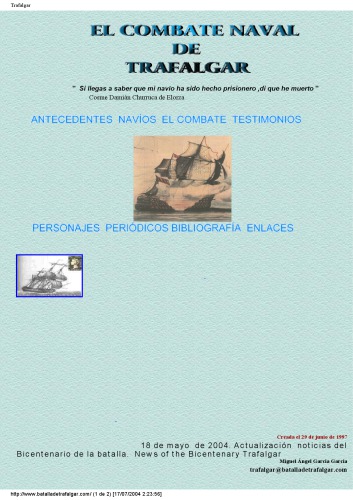 Trafalgar
EL COMBATE NAVAL
DE
TRAFALGAR
" Si llegas a saber que mi navio ha sido hecho prisionero ,di que he muerto "
Cosme Damián Churruca de Elorza
ANTECEDENTES NAVÍOS EL COMBATE TESTIMONIOS
PERSONAJES PERIÓDICOS BIBLIOGRAFÍA ENLACES
Creada el 29 de junio de 1997
18 de mayo de 2004. Actualización noticias del
Bicentenario de la batalla. News of the Bicentenary Trafalgar
Miguel Ángel García García
trafalgar@batalladetrafalgar.com
http://www.batalladetrafalgar.com/ (1 de 2) [17/07/2004 2:23:56]